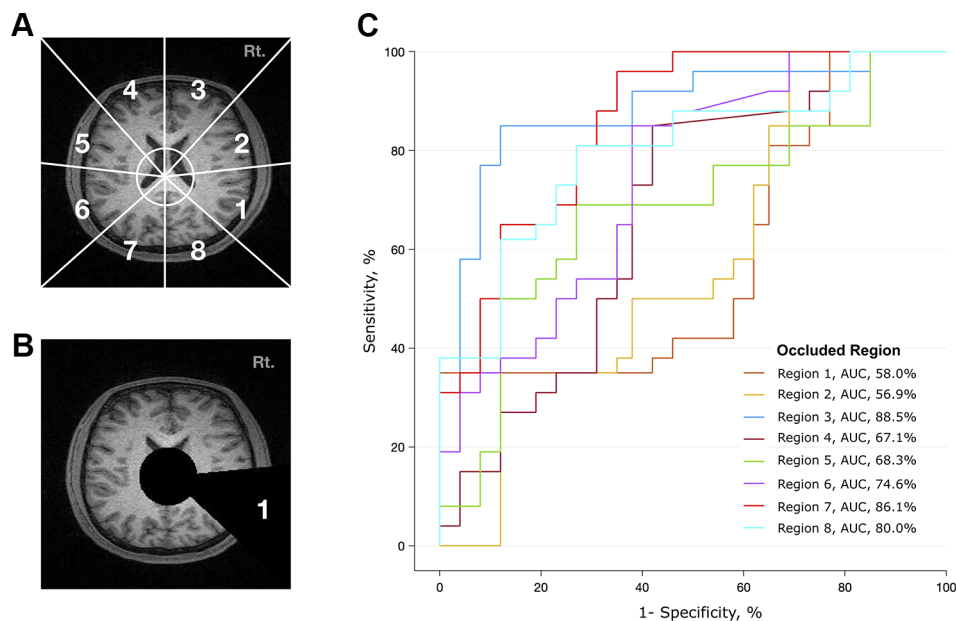 A
Rt.
4
3
5
2
6
1
7
8
B
Rt.
1
C
Sensitivity, %
100
80
60
40
20
0
0
20
40
60
80
100
1- Specificity, %
Occluded Region
Region 1, AUC, 58.0%
Region 2, AUC, 56.9%
Region 3, AUC, 88.5%
Region 4, AUC, 67.1%
Region 5, AUC, 68.3%
Region 6, AUC, 74.6%
Region 7, AUC, 86.1%
Region 8, AUC, 80.0%